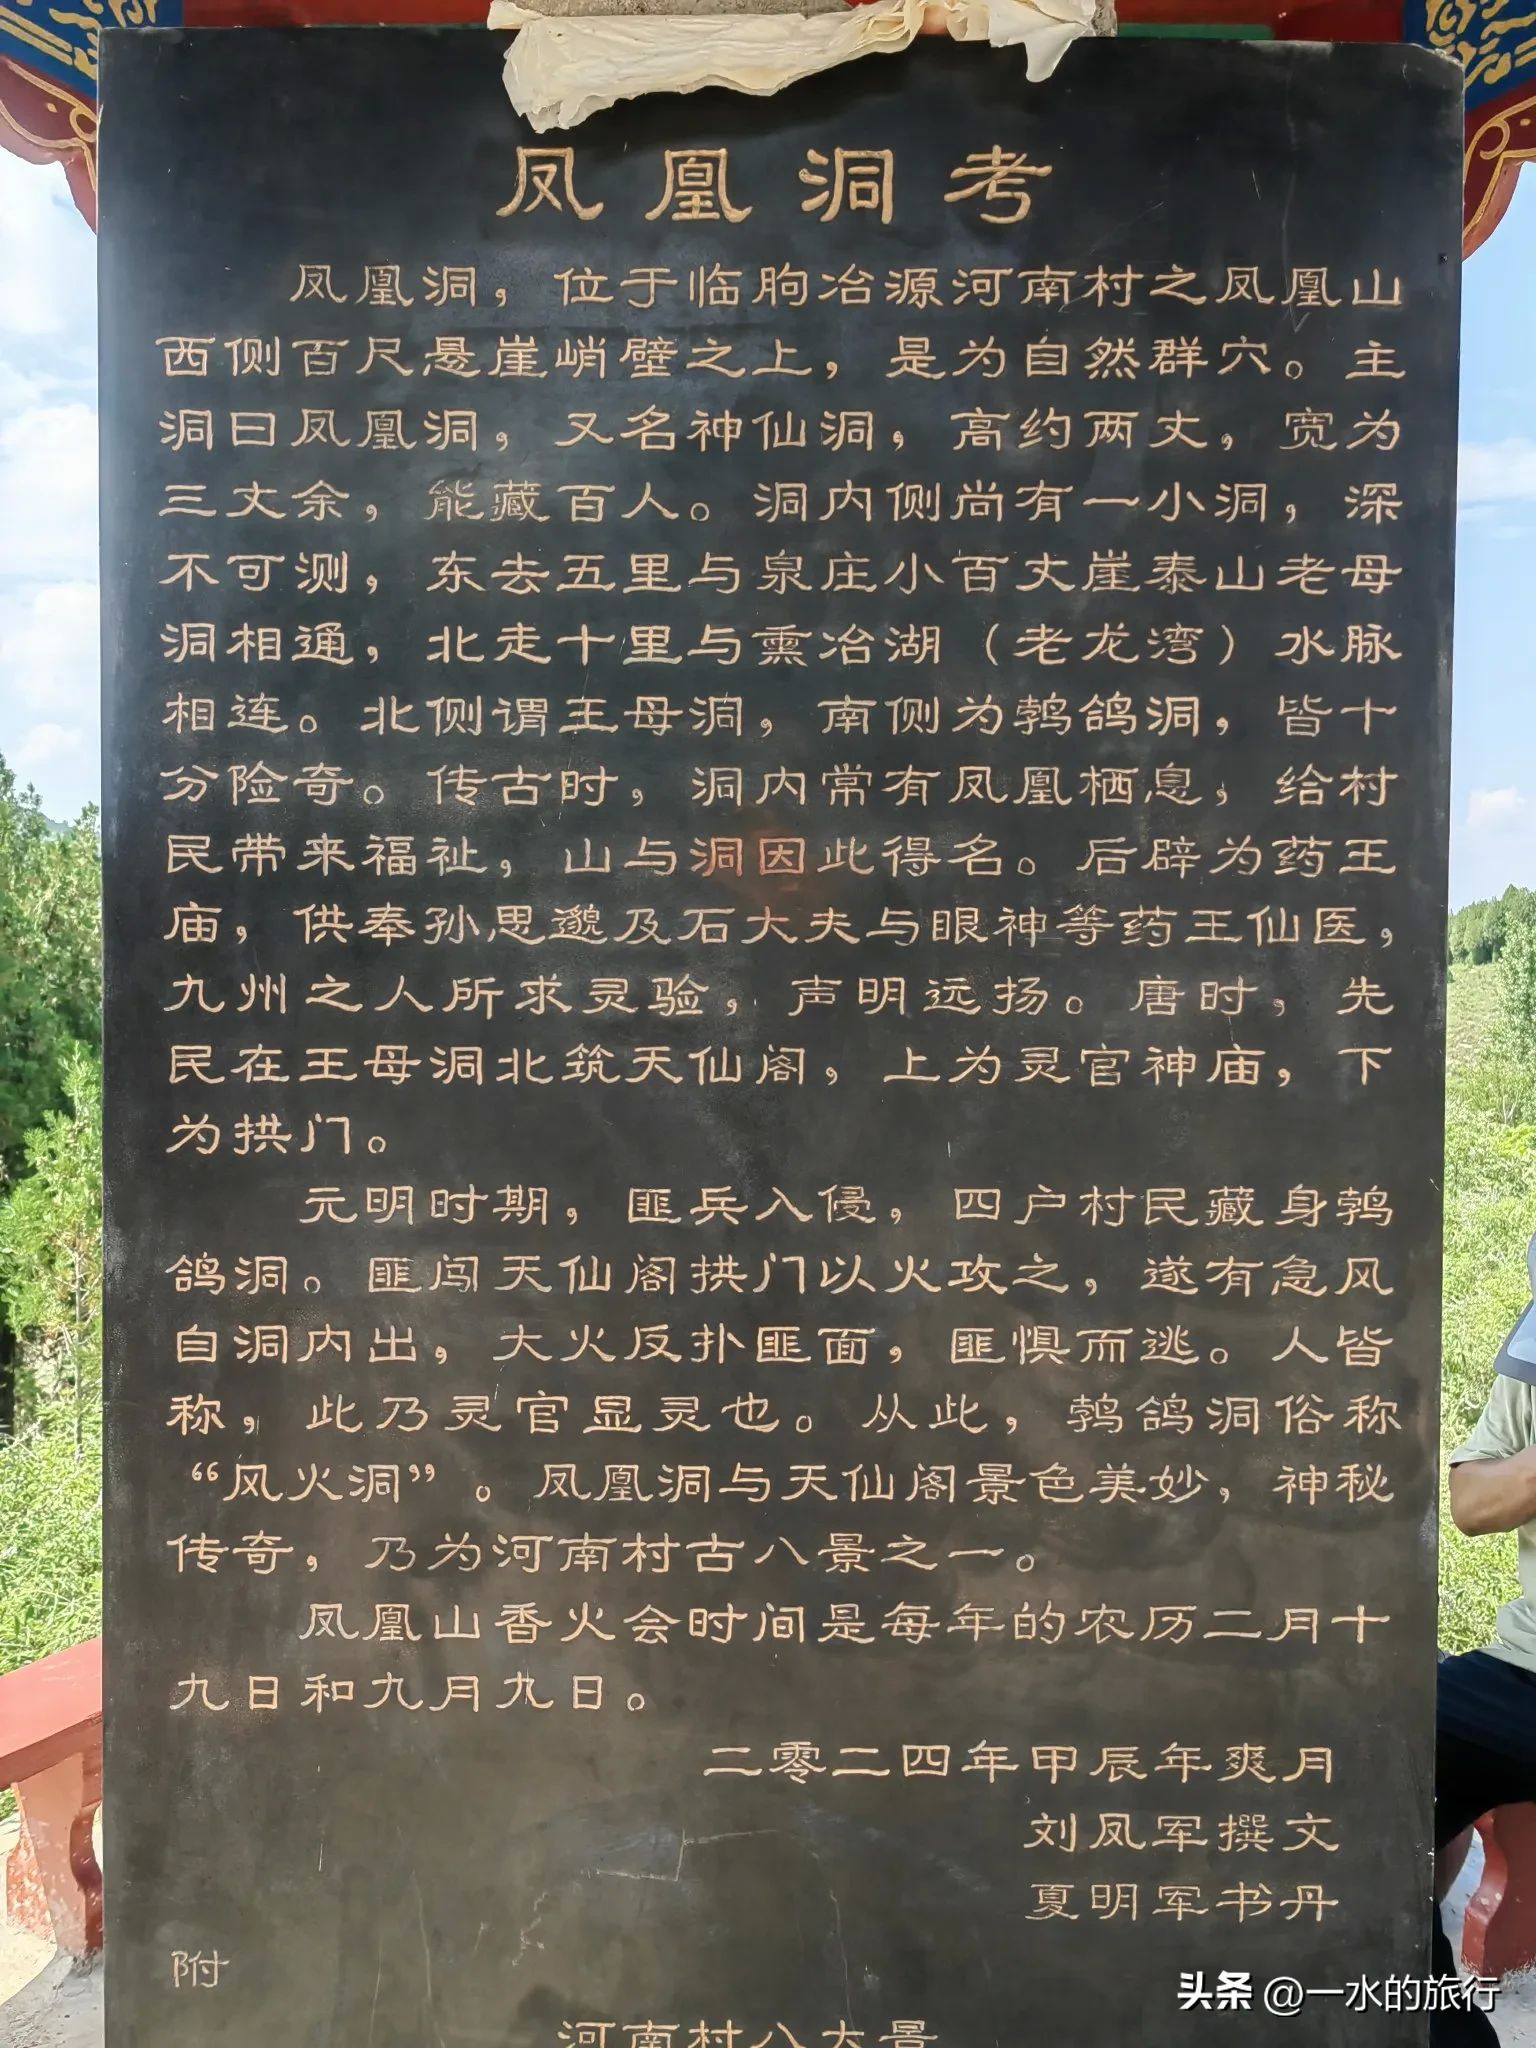 凤凰洞考
凤凰洞，位于临朐冶源河南村之凤凰山
西侧百尺悬崖峭壁之上，是为自然群穴。主
洞曰凤凰洞，又名神仙洞，高约两丈，宽为
三丈余，能藏百人。洞内侧尚有一小洞，深
不可测，东去五里与泉庄小百丈崖泰山老母
洞相通，北走十里与熏冶湖（老龙湾）水脉
相连。北侧谓王母洞，南侧为鹁鸽洞，皆十
分险奇。传古时，洞内常有凤凰栖息，给村
民带来福祉，山与洞因此得名。后辟为药王
庙，供奉孙思邈及石大夫与眼神等药王仙医，
九州之人所求灵验，声明远扬。唐时，先
民在王母洞北筑天仙阁，上为灵官神庙，下
为拱门。
元明时期，匪兵入侵，四户村民藏身鹁
鸽洞。匪闯天仙阁拱门以火攻之，遂有急风
自洞内出，大火反扑匪面，匪惧而逃。人皆
称，此乃灵官显灵也。从此，鹁鸽洞俗称
“风火洞”。凤凰洞与天仙阁景色美妙，神秘
传奇，乃为河南村古八景之一。
凤凰山香火会时间是每年的农历二月十
九日和九月九日。
二零二四年甲辰年爽月
刘凤军撰文
夏明军书丹
附
河南村八大景
头条 @一水的旅行